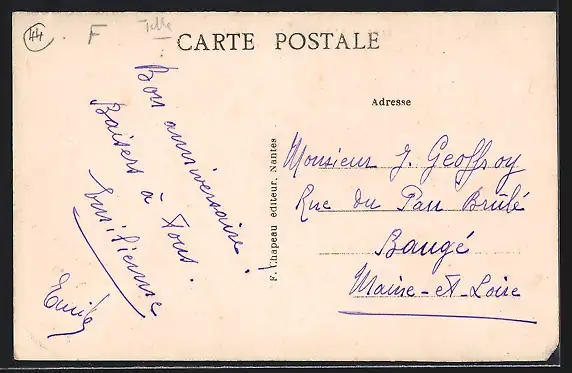 44
F
CARTE POSTALE
Adresse
Bon anniversaire !
Baisers à tous.
Emile
F. Chapeau éditeur, Nantes
Monsieur J. Geoffroy
Rue du Pan Brûlé
Baugé
Maine-et-Loire